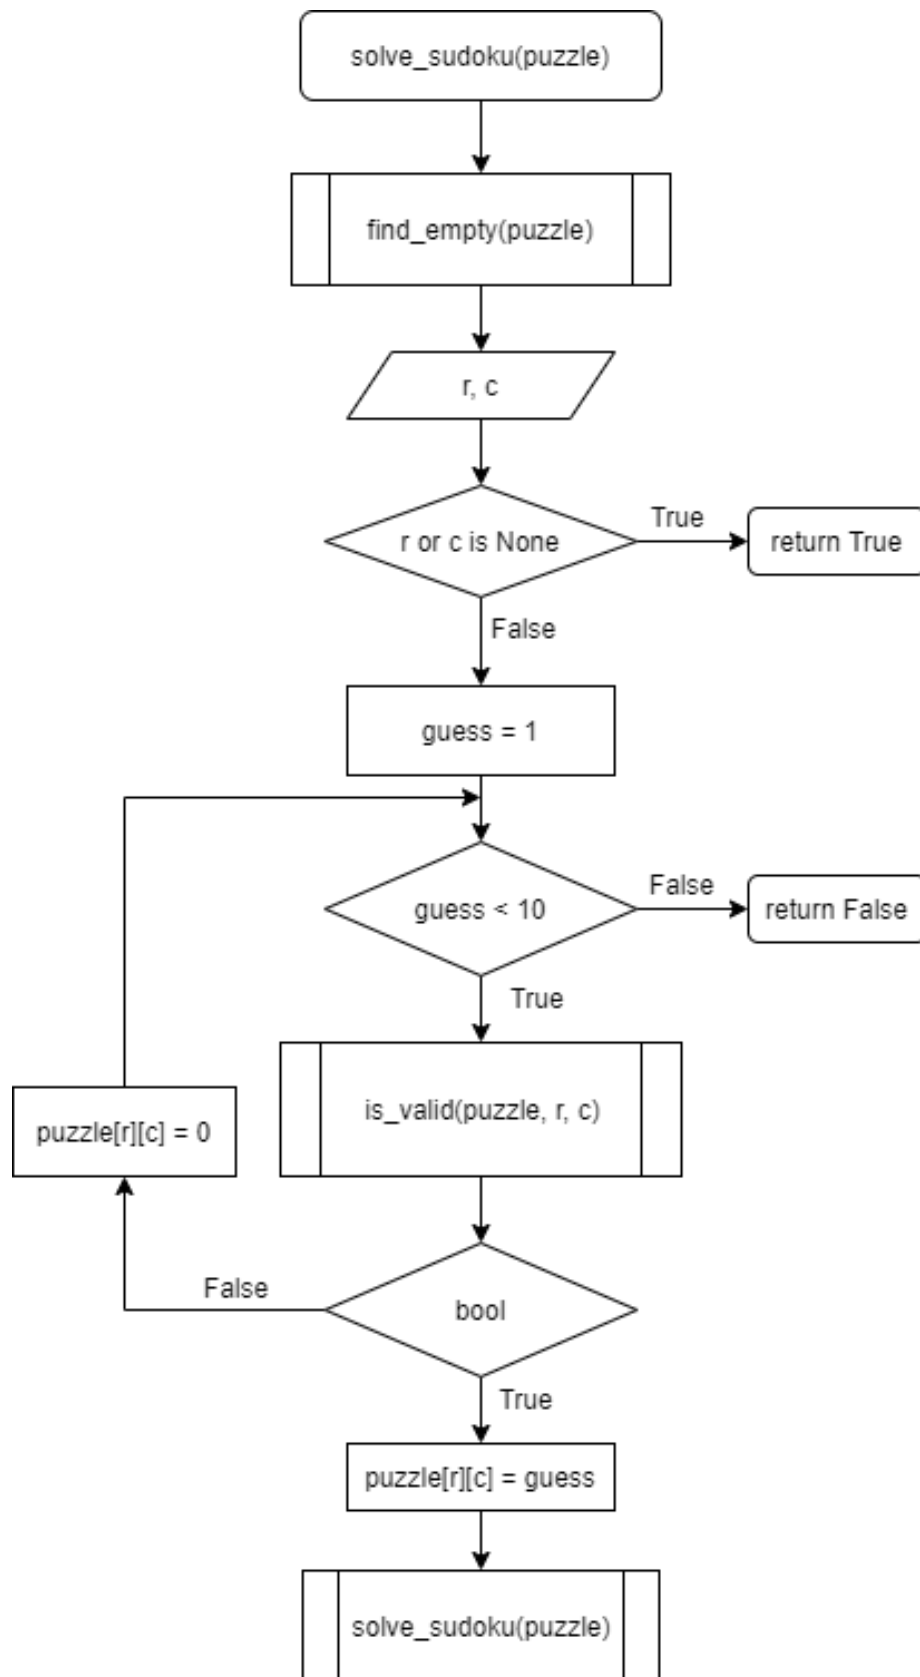 solve_sudoku(puzzle)
find_empty(puzzle)
r, c
r or c is None
True
return True
False
guess = 1
guess < 10
False
return False
True
is_valid(puzzle, r, c)
puzzle[r][c] = 0
False
bool
True
puzzle[r][c] = guess
solve_sudoku(puzzle)